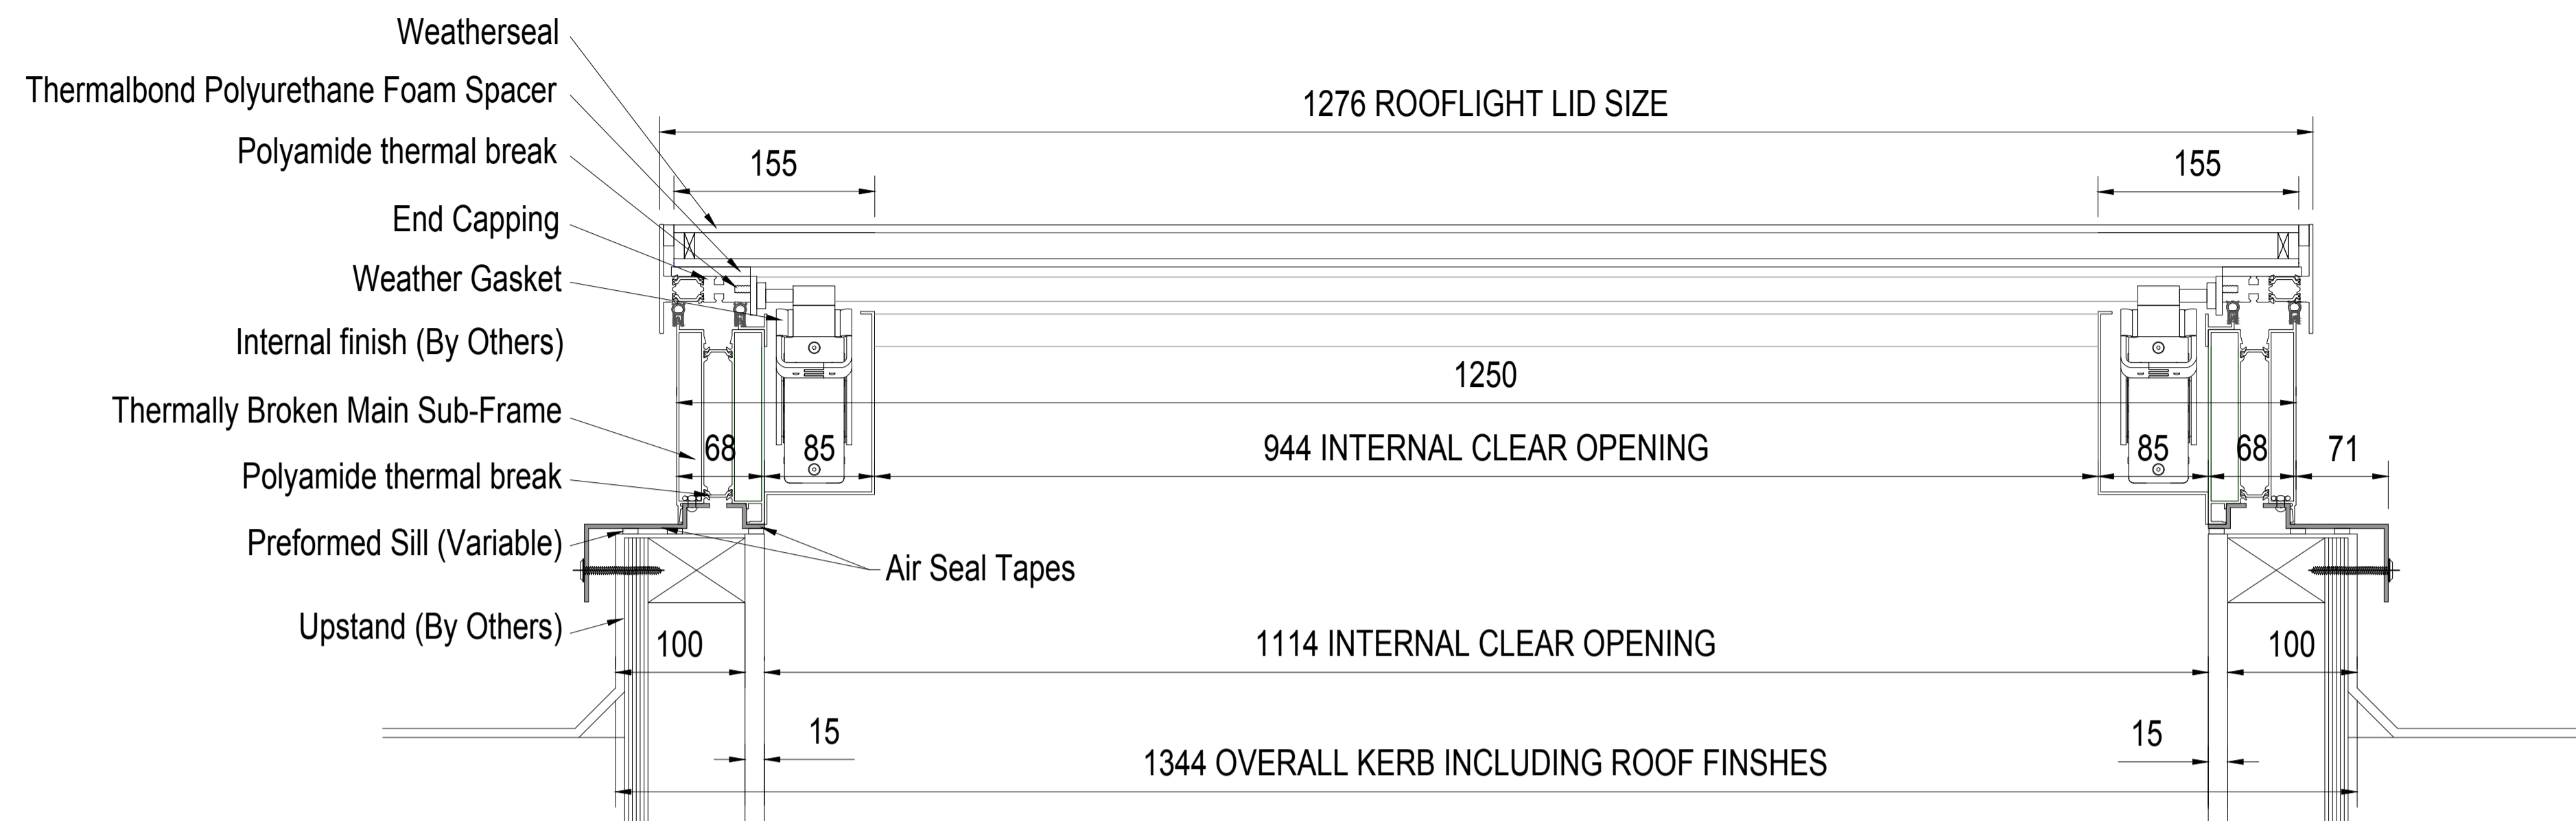 Weatherseal
Thermalbond Polyurethane Foam Spacer
1276 ROOFLIGHT LID SIZE
Polyamide thermal break
155
155
End Capping
Weather Gasket
Internal finish (By Others)
1250
Thermally Broken Main Sub-Frame
68
85
944 INTERNAL CLEAR OPENING
85
68
71
Polyamide thermal break
Preformed Sill (Variable)
Air Seal Tapes
Upstand (By Others)
100
1114 INTERNAL CLEAR OPENING
100
15
15
1344 OVERALL KERB INCLUDING ROOF FINSHES